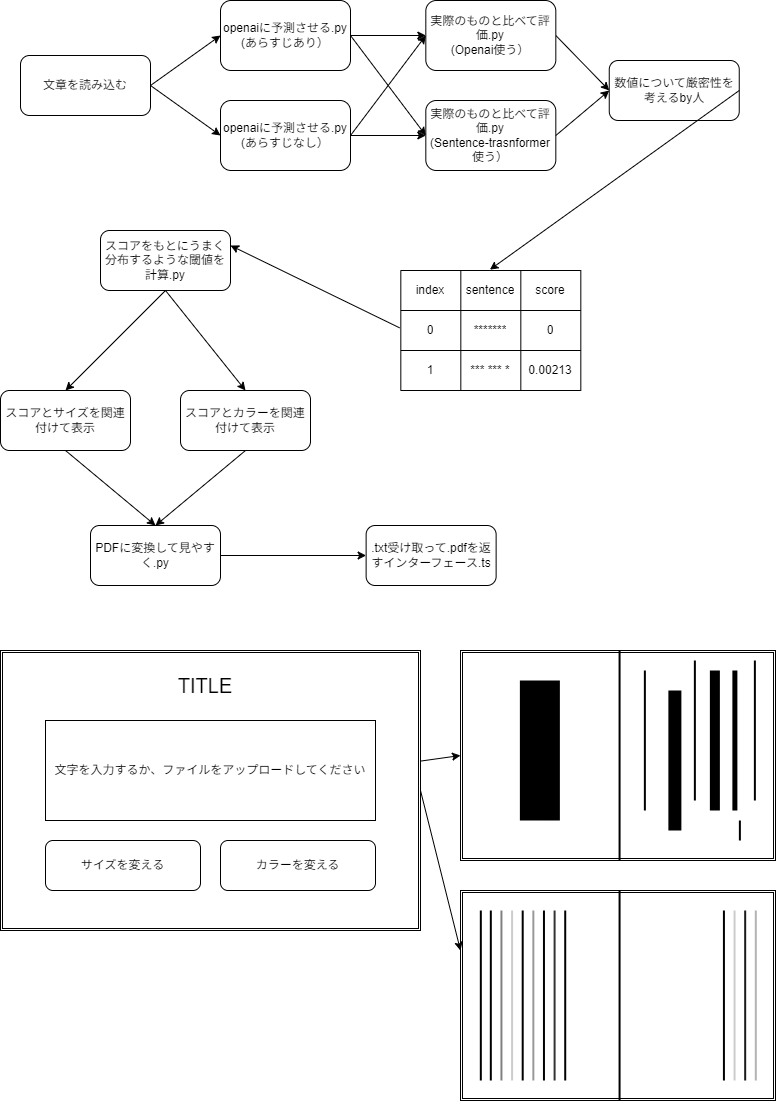 文章を読み込む
openaiに予測させる.py
(あらすじあり)
openaiに予測させる.py
(あらすじなし)
実際のものと比べて評
価.py
(Openai使う)
実際のものと比べて評
価.py
(Sentence-trasnformer
使う)
数値について厳密性を
考えるby人
index sentence score
0 ******* 0
1 *** *** * 0.00213
スコアをもとにうまく
分布するような閾値を
計算.py
スコアとサイズを関連
付けて表示
スコアとカラーを関連
付けて表示
PDFに変換して見やす
く.py
.txt受け取って.pdfを返
すインターフェース.ts
TITLE
文字を入力するか、ファイルをアップロードしてください
サイズを変える
カラーを変える